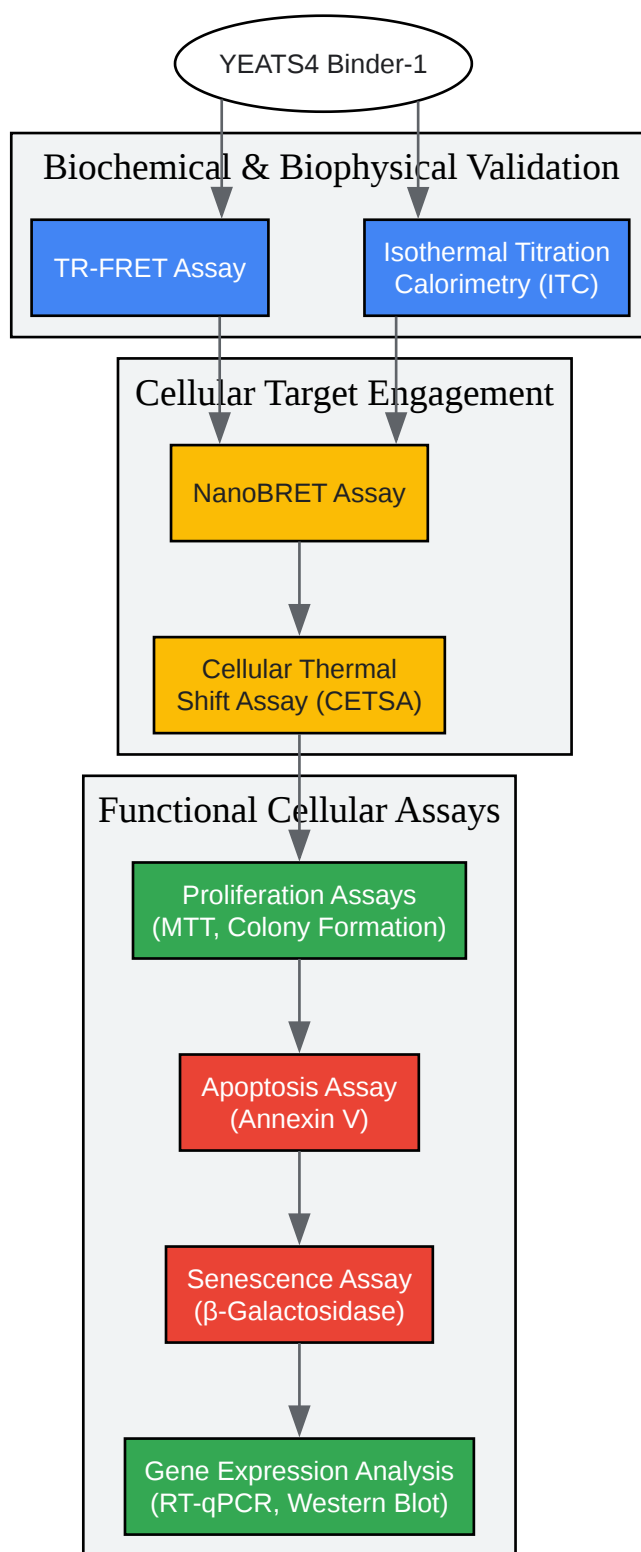 YEATS4 Binder-1
Biochemical & Biophysical Validation
TR-FRET Assay
Isothermal Titration
Calorimetry (ITC)
Cellular Target Engagement
NanoBRET Assay
Cellular Thermal
Shift Assay (CETSA)
Functional Cellular Assays
Proliferation Assays
(MTT, Colony Formation)
Apoptosis Assay
(Annexin V)
Senescence Assay
(β-Galactosidase)
Gene Expression Analysis
(RT-qPCR, Western Blot)